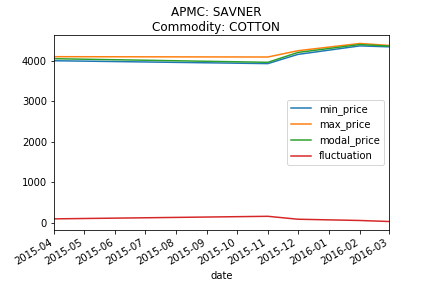 APMC: SAVNER
Commodity: COTTON
4000
3000
2000
1000
0
min_price
max_price
modal_price
fluctuation
2015-04
2015-05
2015-06
2015-07
2015-08
2015-09
2015-10
2015-11
2015-12
2016-01
2016-02
2016-03
date